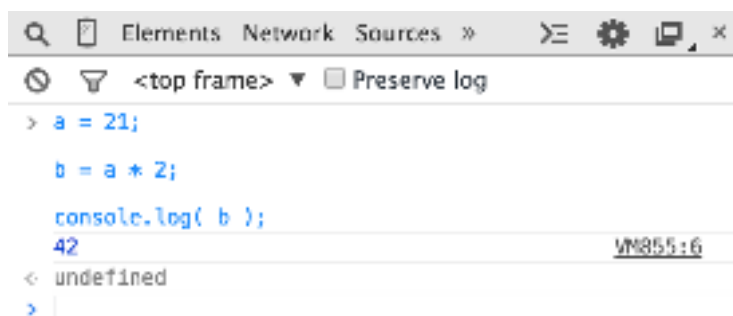 Elements Network Sources »
<top frame> ▼ Preserve log
> a = 21;
b = a * 2;
console.log( b );
42 VM855:6
< undefined
>